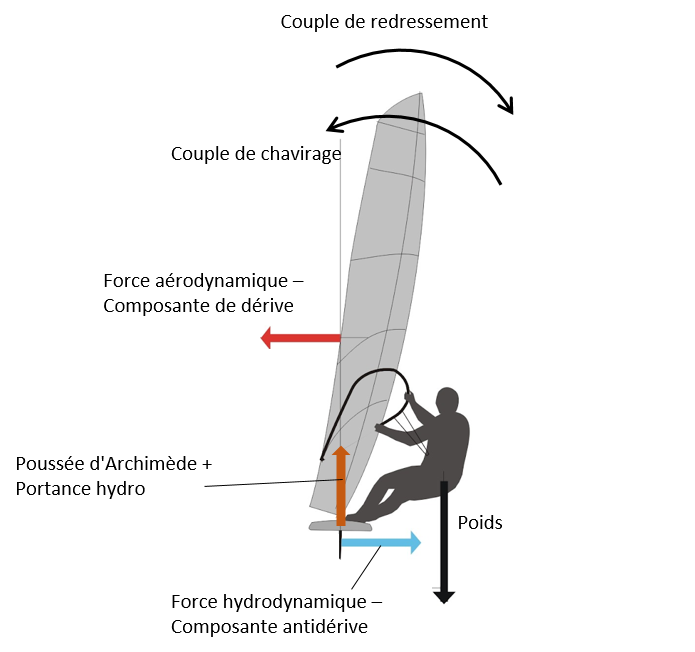 Couple de redressement
Couple de chavirage
Force aérodynamique –
Composante de dérive
Poussée d'Archimède +
Portance hydro
Poids
Force hydrodynamique –
Composante antidérive